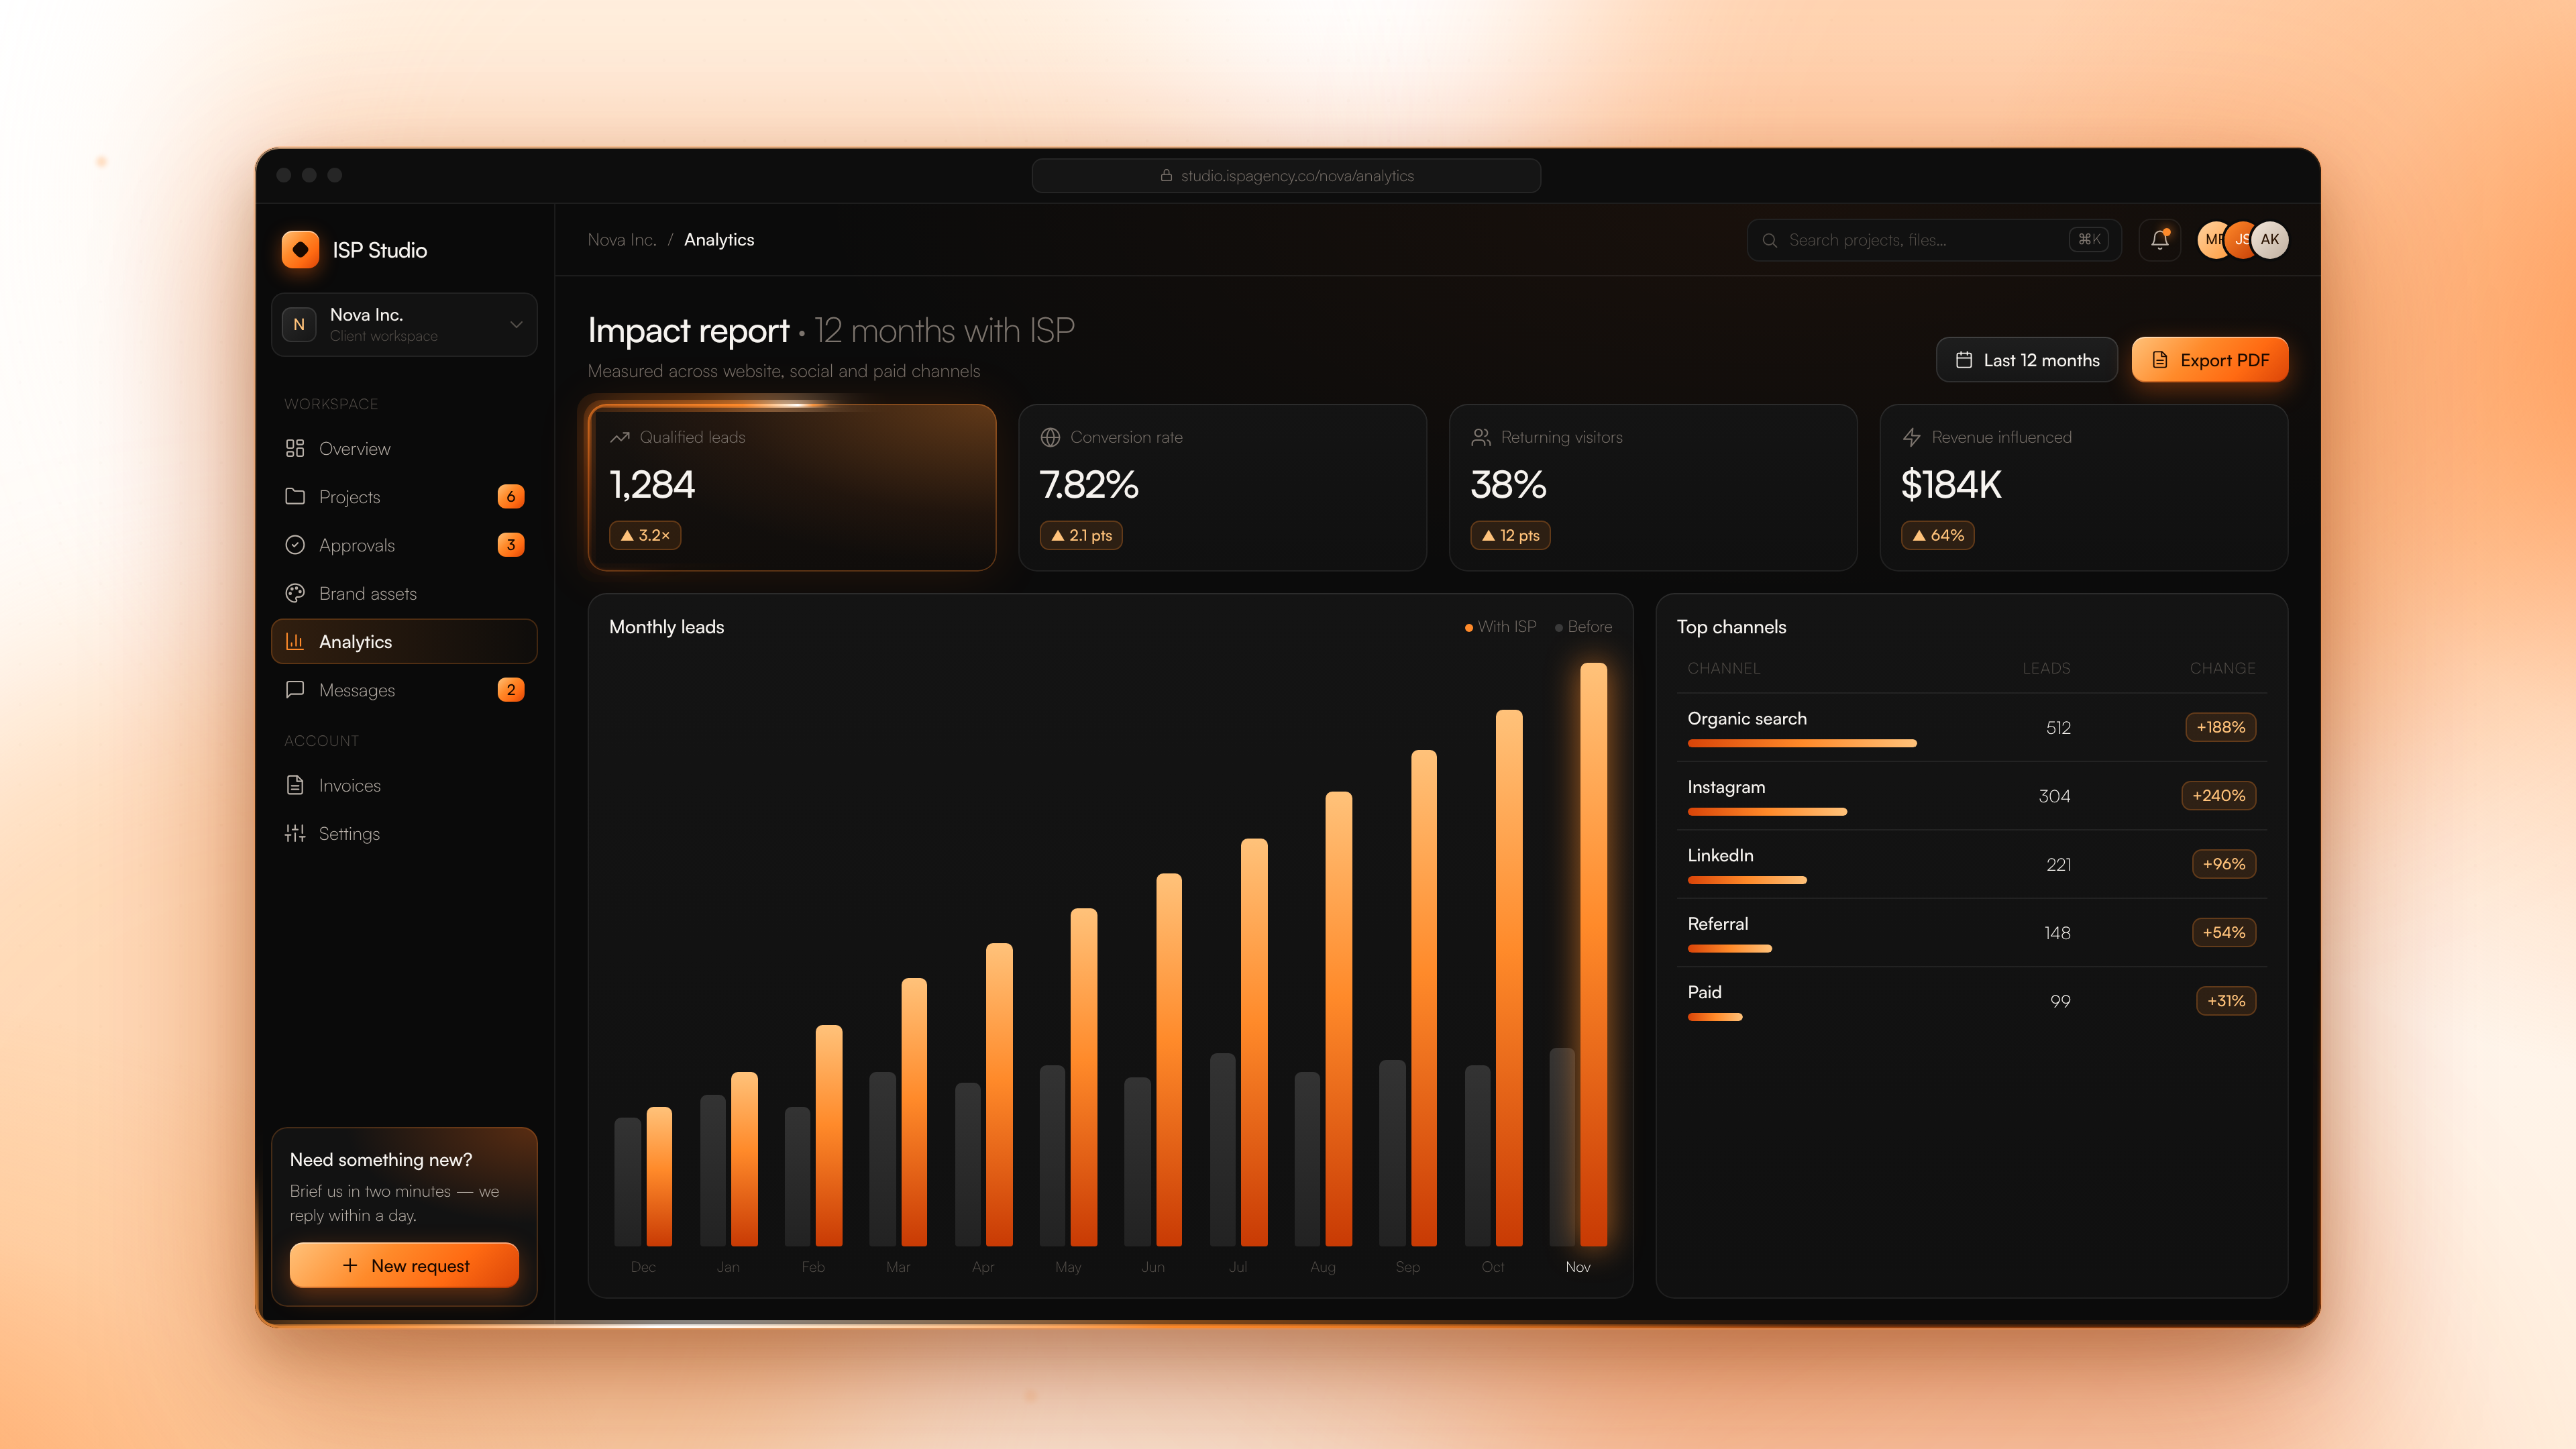 studio.ispagency.co/nova/analytics
ISP Studio
N
Nova Inc.
Client workspace
WORKSPACE
Overview
Projects 6
Approvals 3
Brand assets
Analytics
Messages 2
ACCOUNT
Invoices
Settings
Need something new?
Brief us in two minutes — we
reply within a day.
New request
Nova Inc. / Analytics
Search projects, files...
⌘K
JS AK
Impact report · 12 months with ISP
Measured across website, social and paid channels
Last 12 months
Export PDF
Qualified leads
1,284
▲ 3.2×
Conversion rate
7.82%
▲ 2.1 pts
Returning visitors
38%
▲ 12 pts
Revenue influenced
$184K
▲ 64%
Monthly leads
With ISP Before
Dec Jan Feb Mar Apr May Jun Jul Aug Sep Oct Nov
Top channels
CHANNEL LEADS CHANGE
Organic search 512 +188%
Instagram 304 +240%
LinkedIn 221 +96%
Referral 148 +54%
Paid 99 +31%